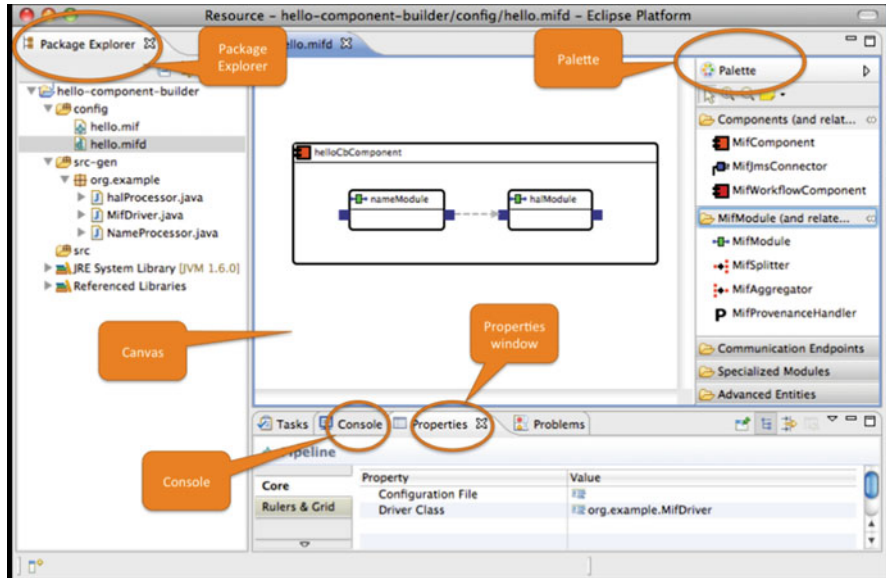 Resource – hello-component-builder/config/hello.mifd – Eclipse Platform
Package Explorer
Package
Explorer
hello.mifd
Palette
Palette
hello-component-builder
config
hello.mif
hello.mifd
src-gen
org.example
halProcessor.java
MifDriver.java
NameProcessor.java
src
JRE System Library [JVM 1.6.0]
Referenced Libraries
helloCbComponent
nameModule
halModule
Components (and relat...
MifComponent
MifJmsConnector
MifWorkflowComponent
MifModule (and relate...
MifModule
MifSplitter
MifAggregator
P MifProvenanceHandler
Communication Endpoints
Specialized Modules
Advanced Entities
Canvas
Properties
window
Tasks
Console
Properties
Problems
Console
Pipeline
Core
Rulers & Grid
Property Value
Configuration File
Driver Class org.example.MifDriver